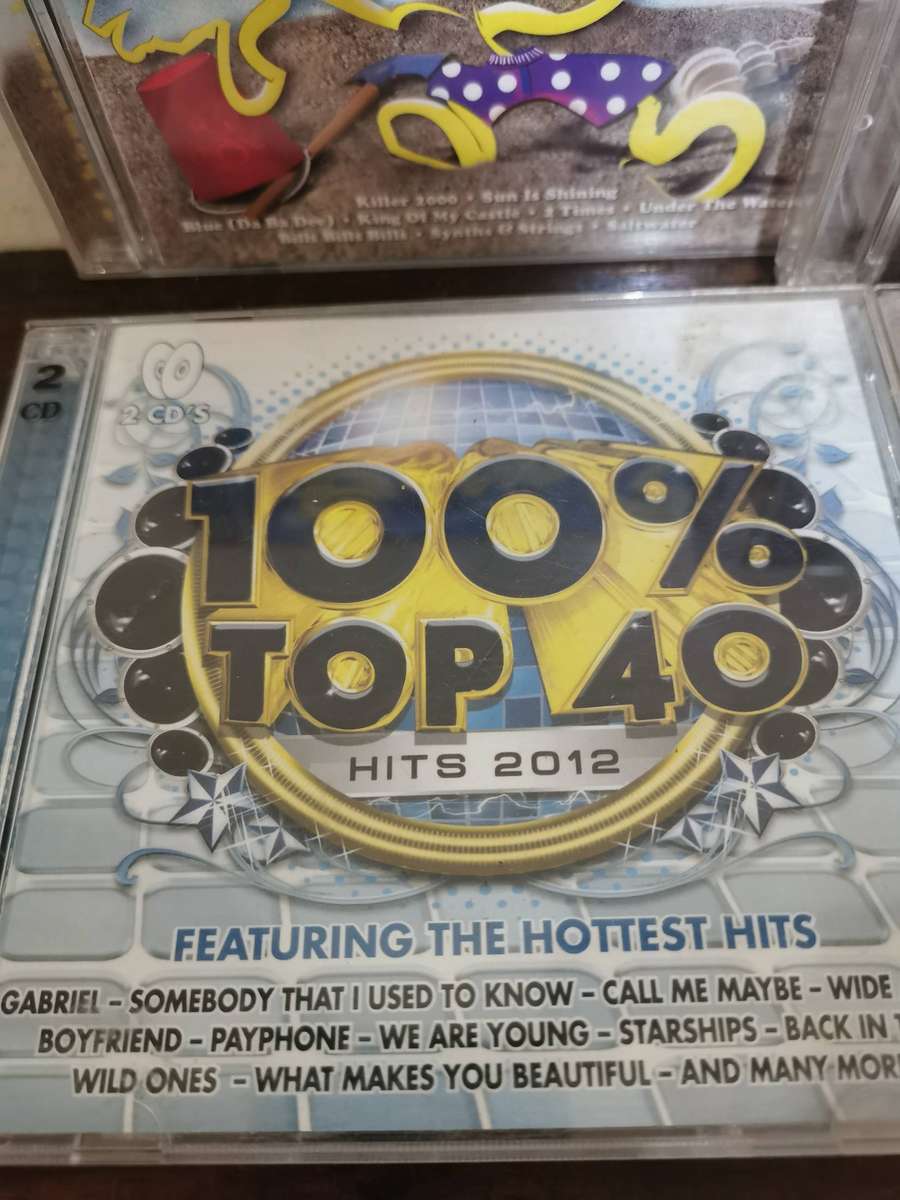 Killer 2000 • Sun Is Shining
Blue (Da Ba Dee) • King Of My Castle • 2 Times • Under The Water
Bills Bills Bills • Synths & Strings • Saltwater
2
CD
2 CD'S
100%
TOP 40
HITS 2012
FEATURING THE HOTTEST HITS
GABRIEL – SOMEBODY THAT I USED TO KNOW – CALL ME MAYBE – WIDE
BOYFRIEND – PAYPHONE – WE ARE YOUNG – STARSHIPS – BACK IN T
WILD ONES – WHAT MAKES YOU BEAUTIFUL – AND MANY MOR